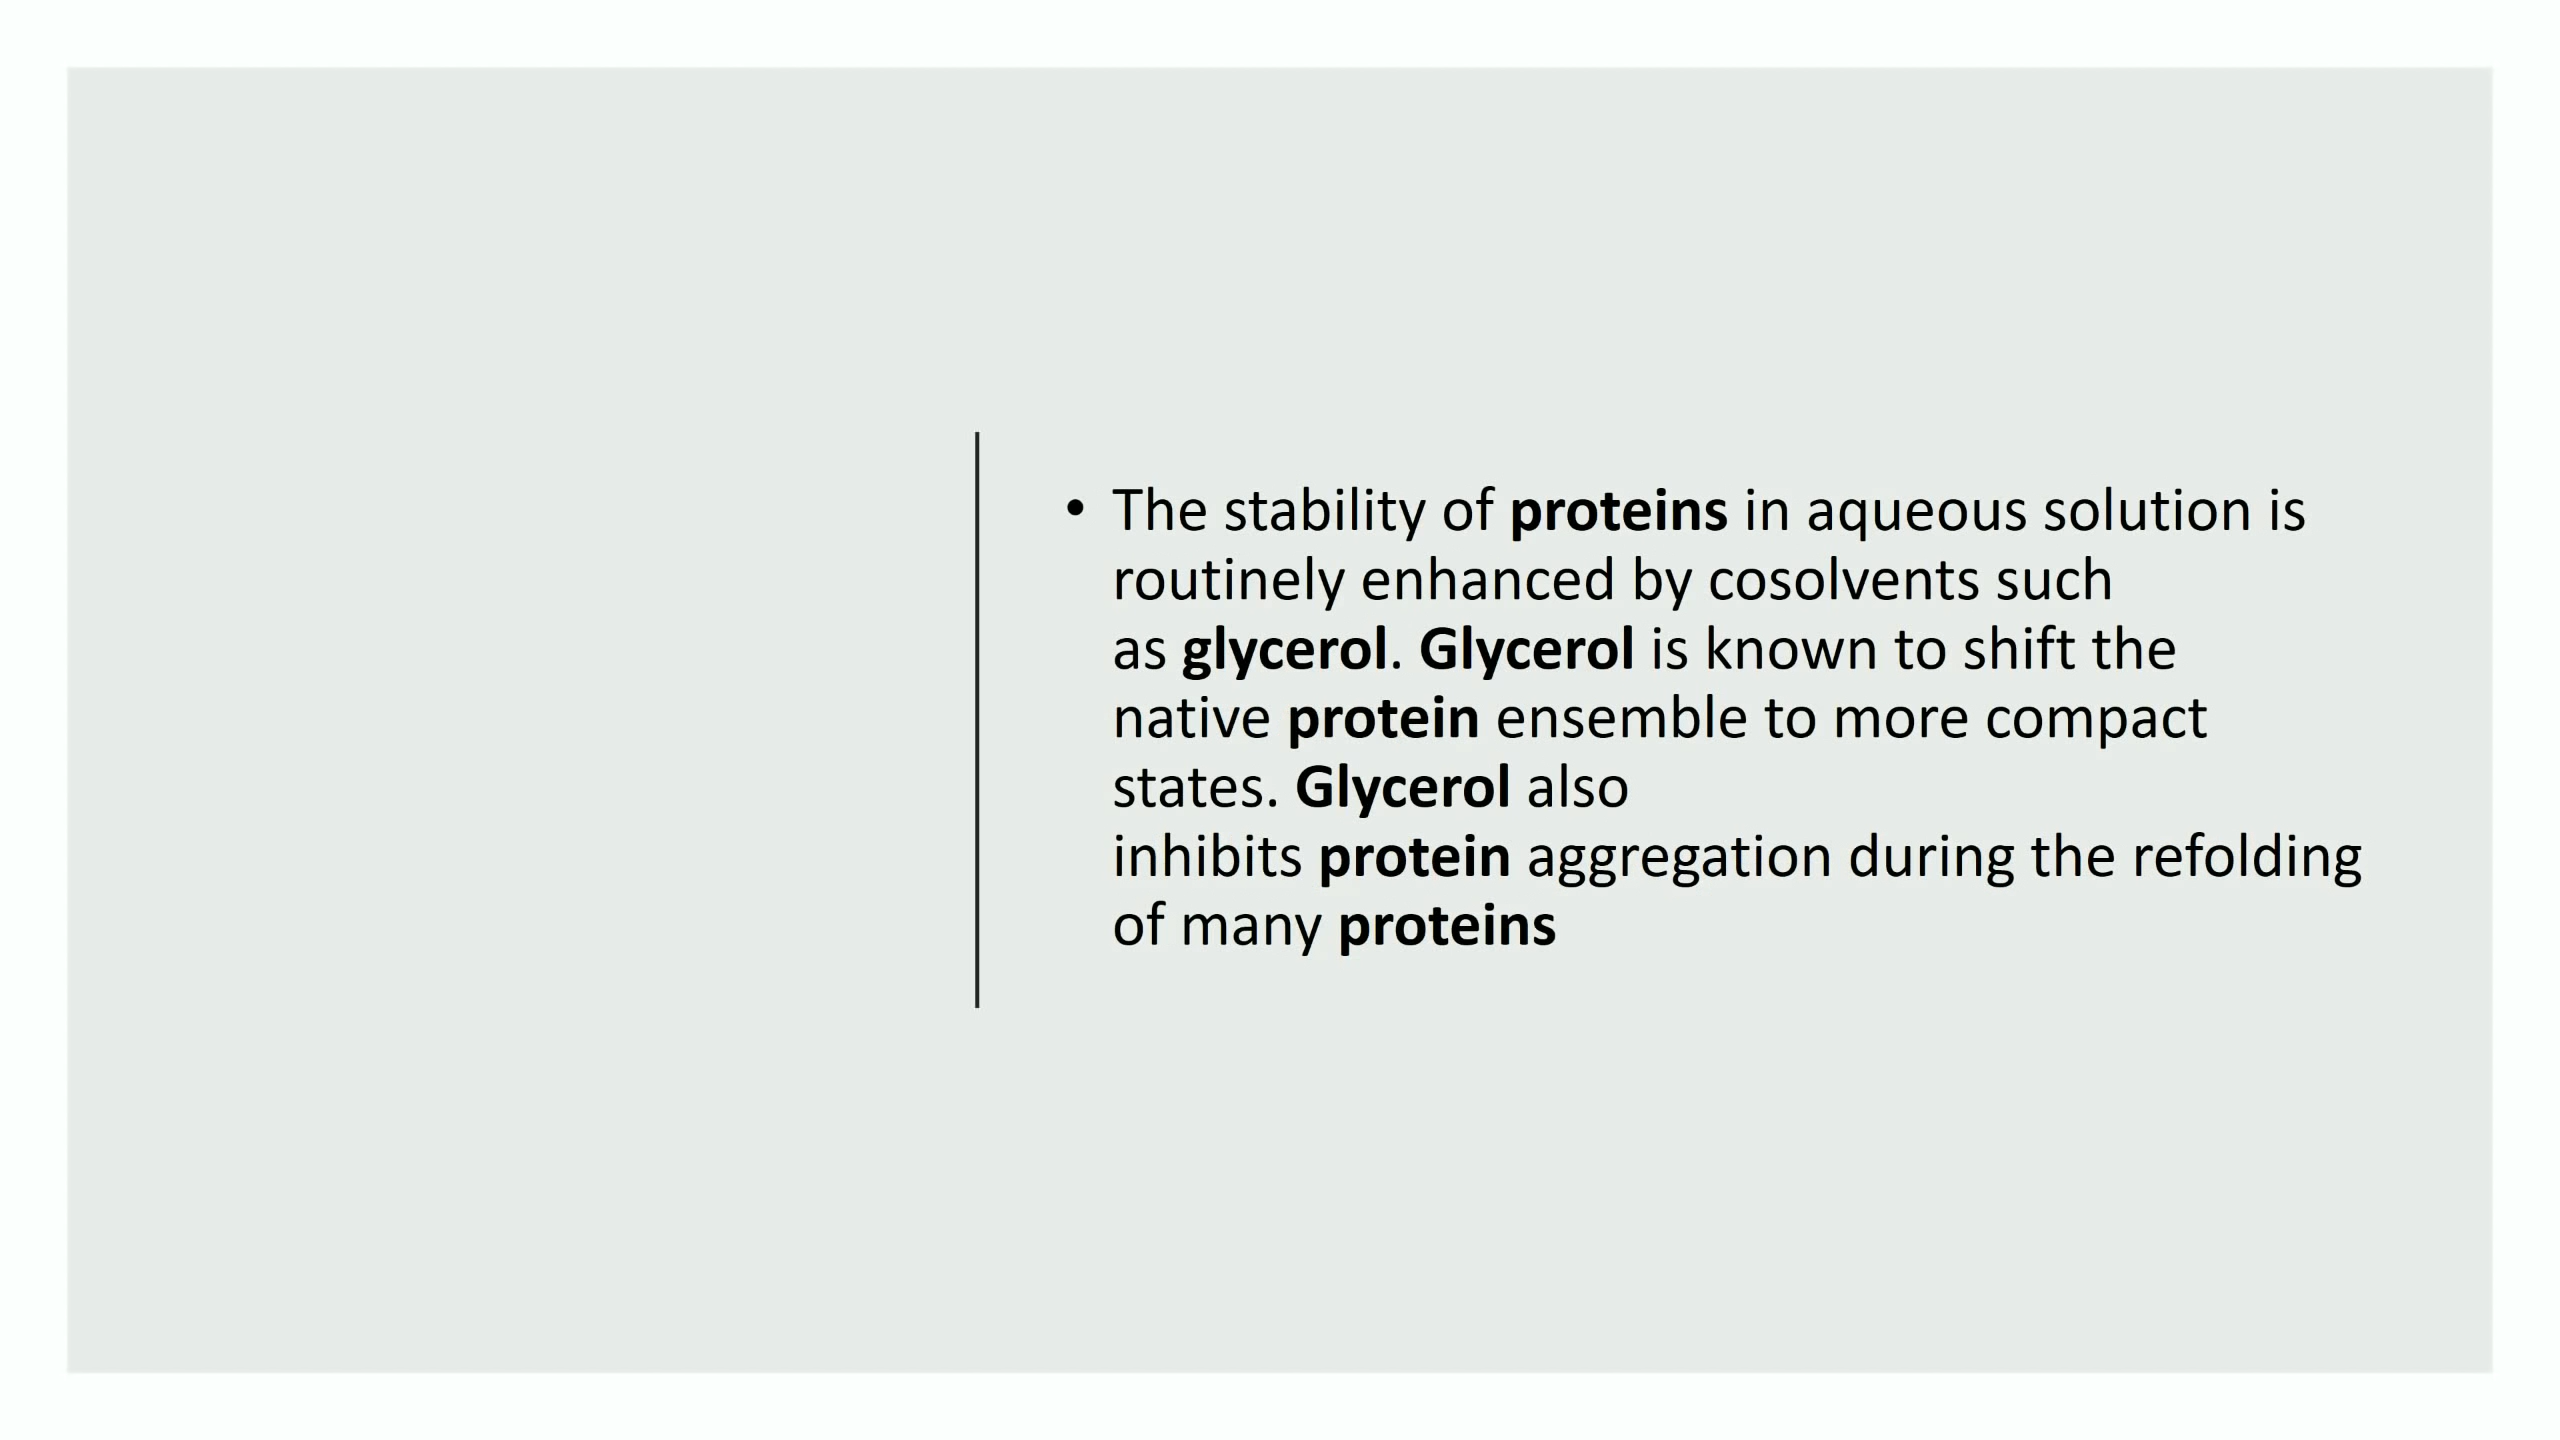 • The stability of proteins in aqueous solution is
routinely enhanced by cosolvents such
as glycerol. Glycerol is known to shift the
native protein ensemble to more compact
states. Glycerol also
inhibits protein aggregation during the refolding
of many proteins